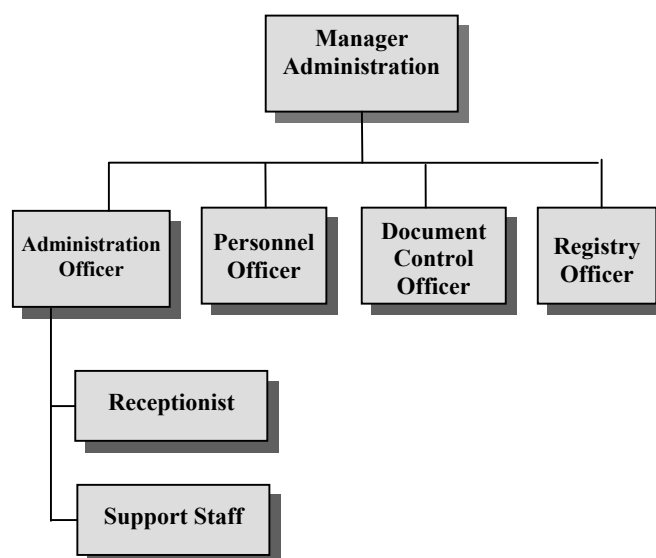 Manager
Administration
Administration
Officer
Personnel
Officer
Document
Control
Officer
Registry
Officer
Receptionist
Support Staff